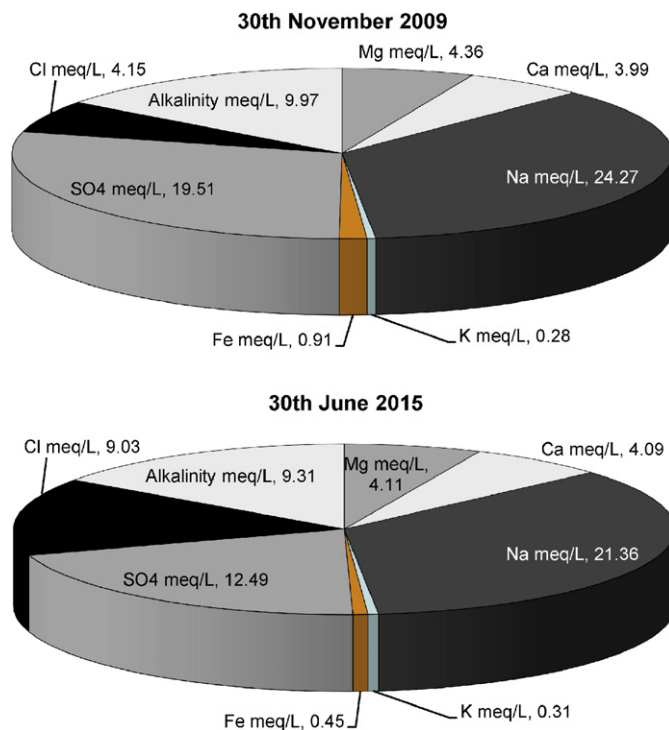 30th November 2009
Mg meq/L, 4.36
Cl meq/L, 4.15
Ca meq/L, 3.99
Alkalinity meq/L, 9.97
Na meq/L, 24.27
SO4 meq/L, 19.51
Fe meq/L, 0.91
K meq/L, 0.28
30th June 2015
Cl meq/L, 9.03
Ca meq/L, 4.09
Mg meq/L,
4.11
Alkalinity meq/L, 9.31
Na meq/L, 21.36
SO4 meq/L, 12.49
Fe meq/L, 0.45
K meq/L, 0.31